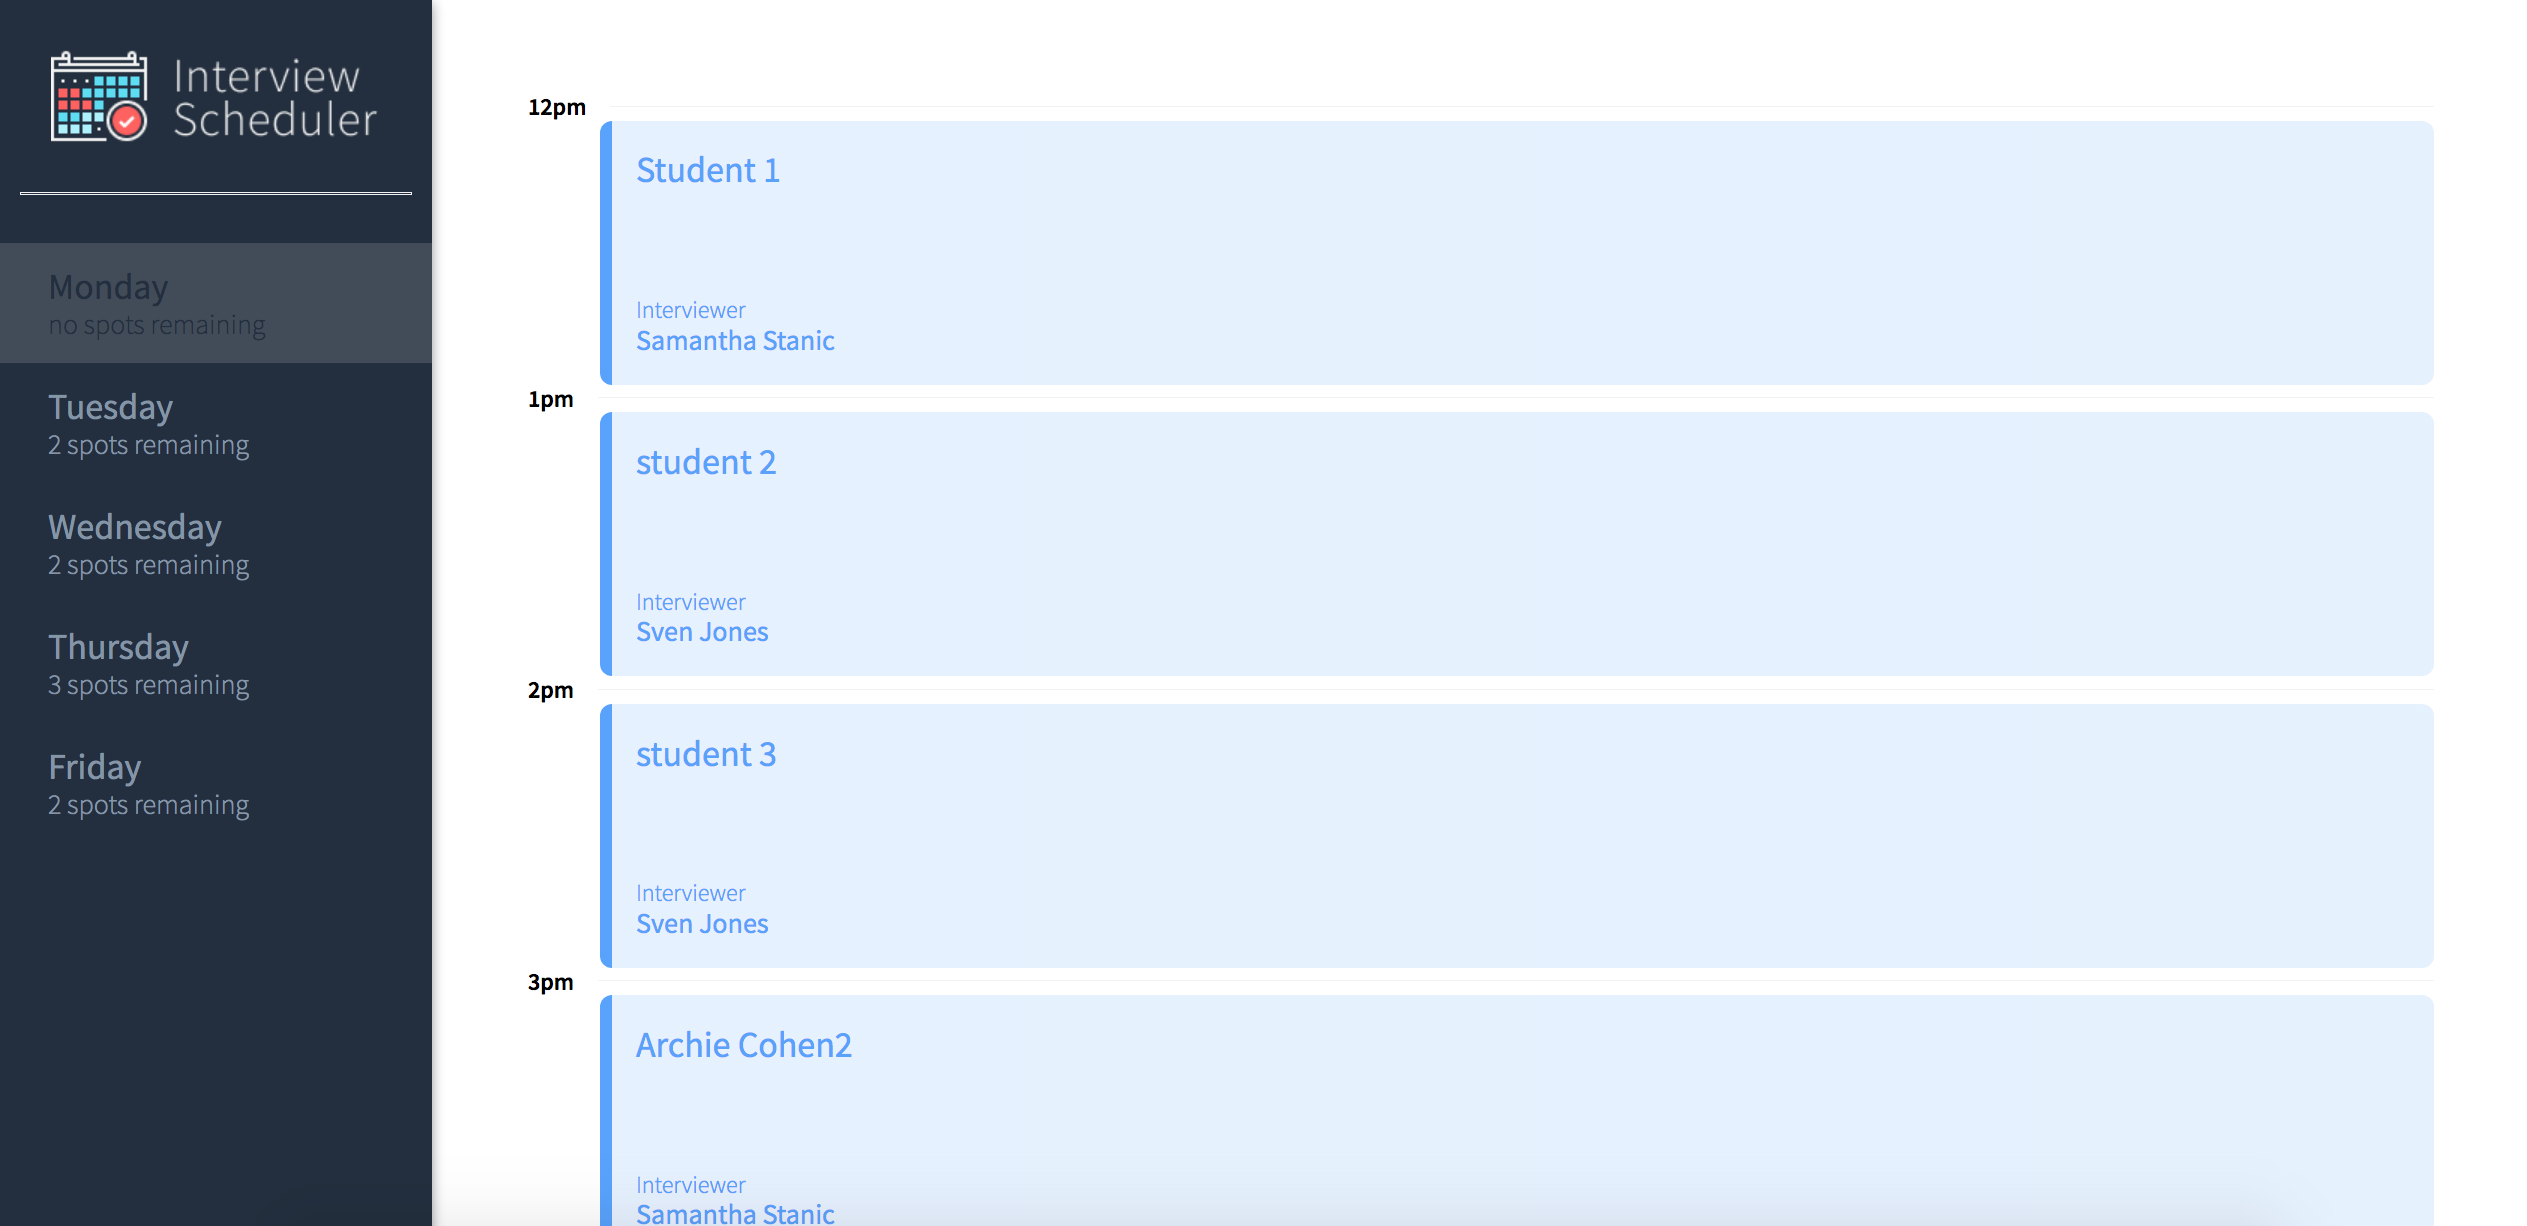 Interview
Scheduler
Monday
no spots remaining
Tuesday
2 spots remaining
Wednesday
2 spots remaining
Thursday
3 spots remaining
Friday
2 spots remaining
12pm
Student 1
Interviewer
Samantha Stanic
1pm
student 2
Interviewer
Sven Jones
2pm
student 3
Interviewer
Sven Jones
3pm
Archie Cohen2
Interviewer
Samantha Stanic